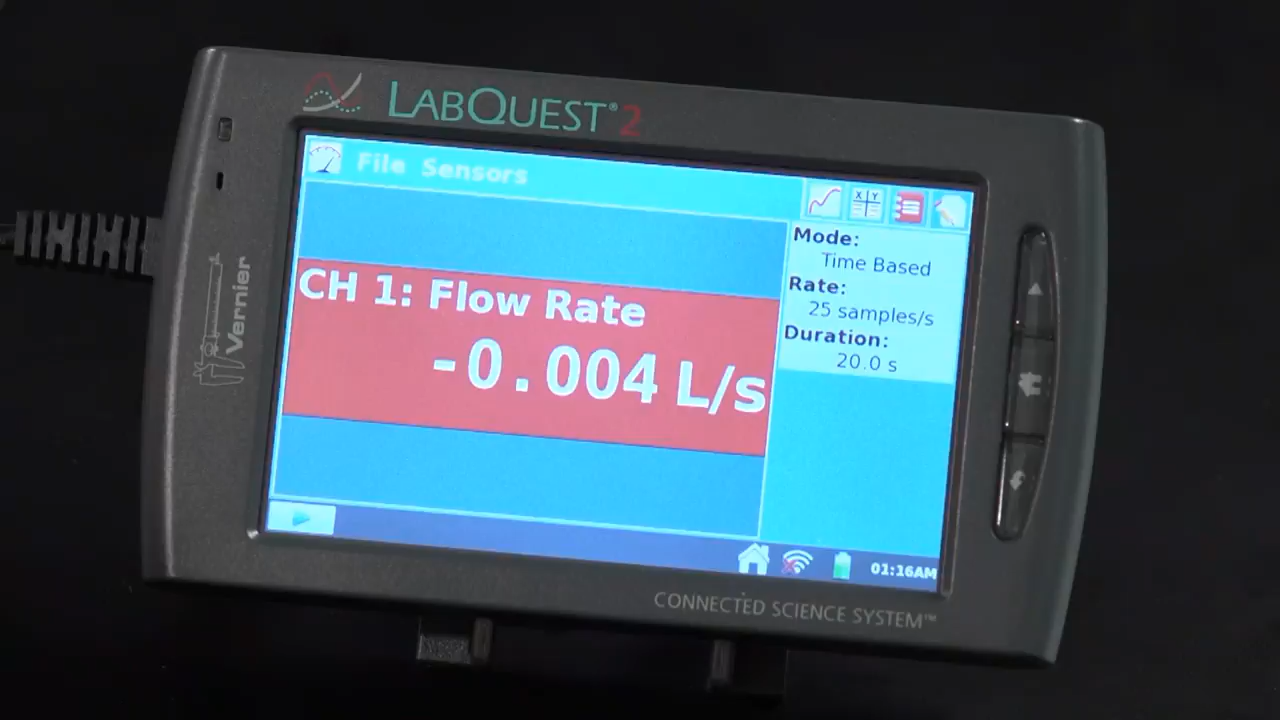 LABQUEST® 2
File Sensors
X Y
CH 1: Flow Rate
-0.004 L/s
Mode:
Time Based
Rate:
25 samples/s
Duration:
20.0 s
01:16AM
Vernier
CONNECTED SCIENCE SYSTEM™